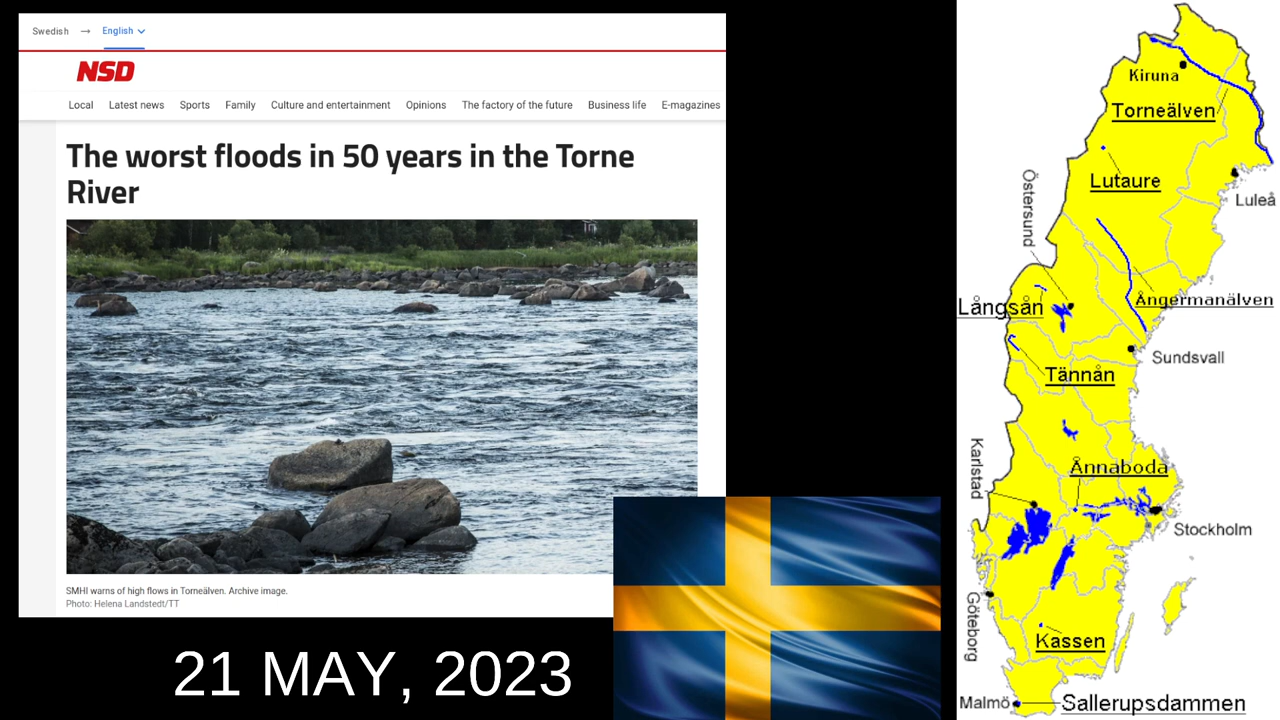 Swedish → English
NSD
Local Latest news Sports Family Culture and entertainment Opinions The factory of the future Business life E-magazines
The worst floods in 50 years in the Torne
River
SMHI warns of high flows in Torneälven. Archive image.
Photo: Helena Landstedt/TT
21 MAY, 2023
Kiruna
Torneälven
Lutaure
Luleå
Östersund
Ångermanälven
Långsån
Sundsvall
Tännån
Karlstad
Ånnaboda
Stockholm
Göteborg
Kassen
Malmö
Sallerupsdammen